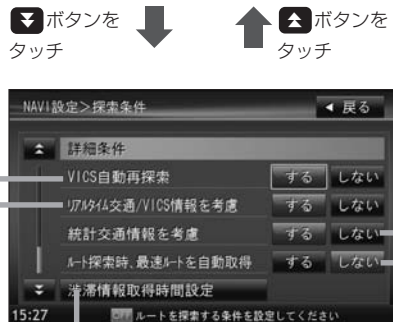 ボタンを
タッチ
ボタンを
タッチ
NAVI設定>探索条件
戻る
詳細条件
VICS自動再探索 する しない
リアルタイム交通/VICS情報を考慮 する しない
統計交通情報を考慮 する しない
ルート探索時、最速ルートを自動取得 する しない
渋滞情報取得時間設定
15:27 ルートを探索する条件を設定してください